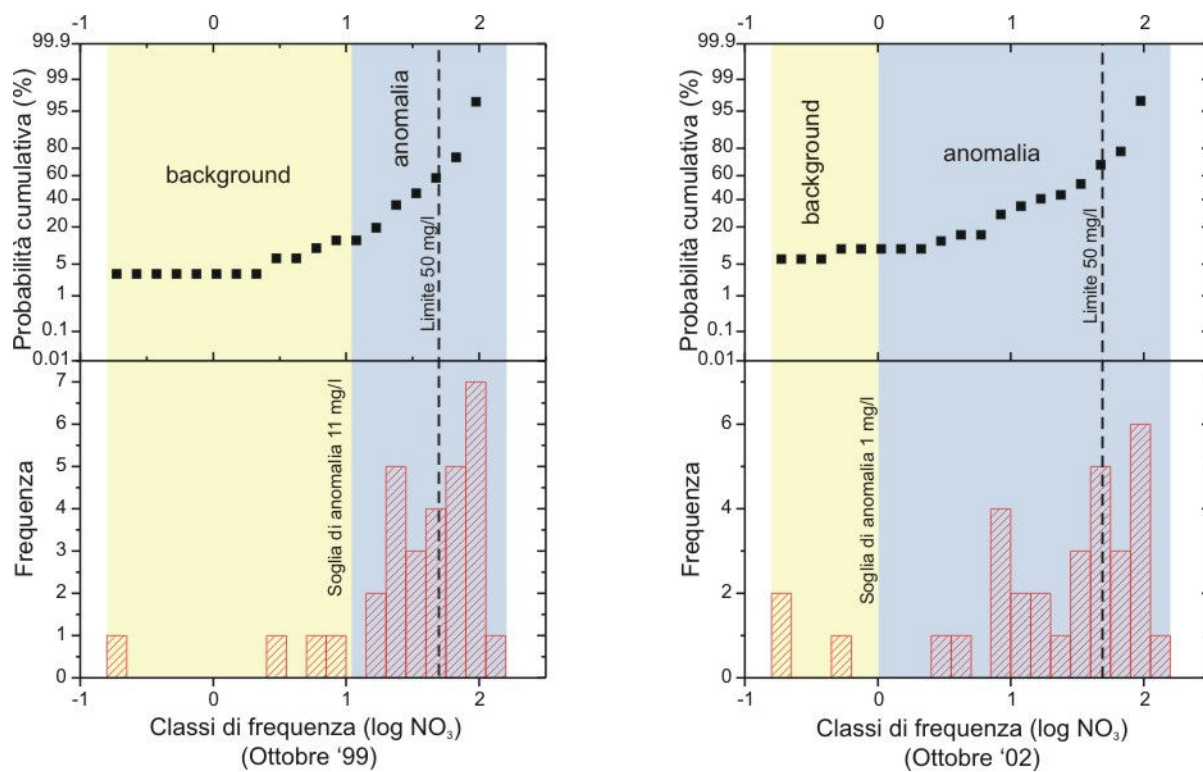 -1 0 1 2
99.9
99
95
80
60
40
20
5
1
0.1
0.01
Probabilità cumulativa (%)
background
anomalia
Limite 50 mg/l
7
6
5
4
3
2
1
0
Frequenza
Soglia di anomalia 11 mg/l
-1 0 1 2
Classi di frequenza (log NO₃)
(Ottobre ‘99)
-1 0 1 2
99.9
99
95
80
60
40
20
5
1
0.1
0.01
Probabilità cumulativa (%)
background
anomalia
Limite 50 mg/l
6
4
2
0
Frequenza
Soglia di anomalia 1 mg/l
-1 0 1 2
Classi di frequenza (log NO₃)
(Ottobre ‘02)